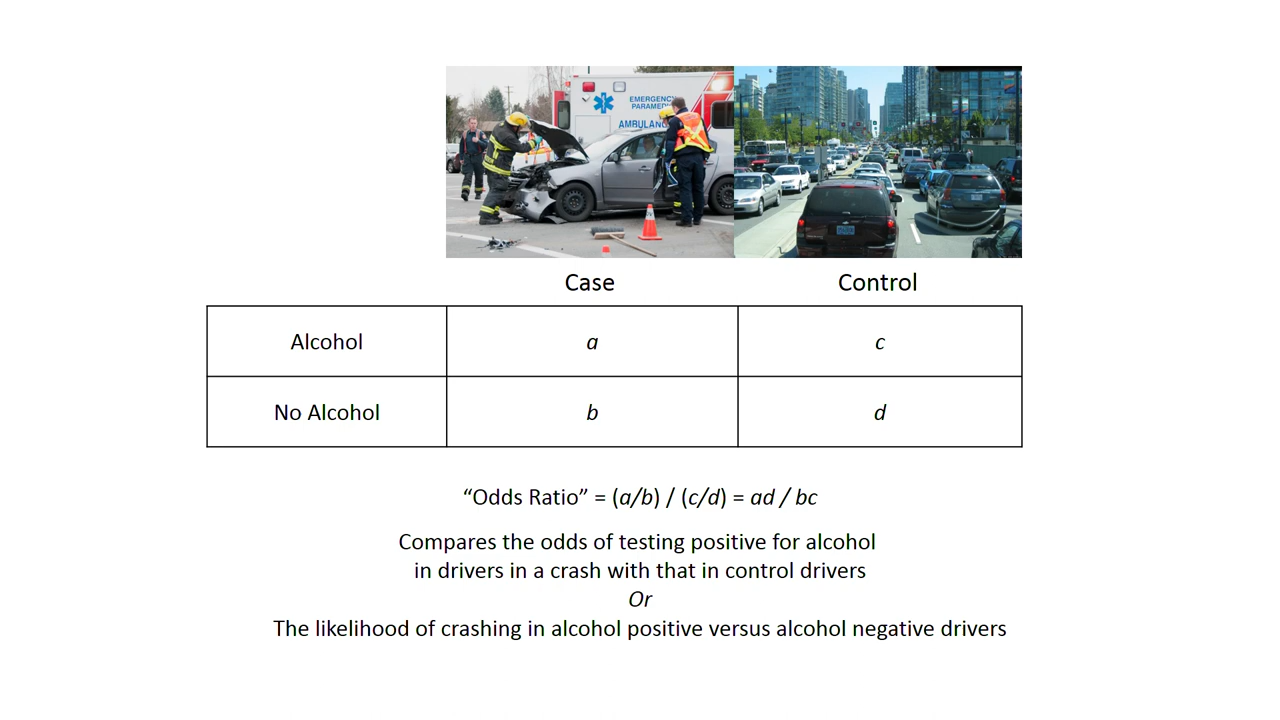 EMERGENCY
PARAMEDIC
AMBULANC
Case Control
Alcohol a c
No Alcohol b d
“Odds Ratio” = (a/b) / (c/d) = ad / bc
Compares the odds of testing positive for alcohol
in drivers in a crash with that in control drivers
Or
The likelihood of crashing in alcohol positive versus alcohol negative drivers